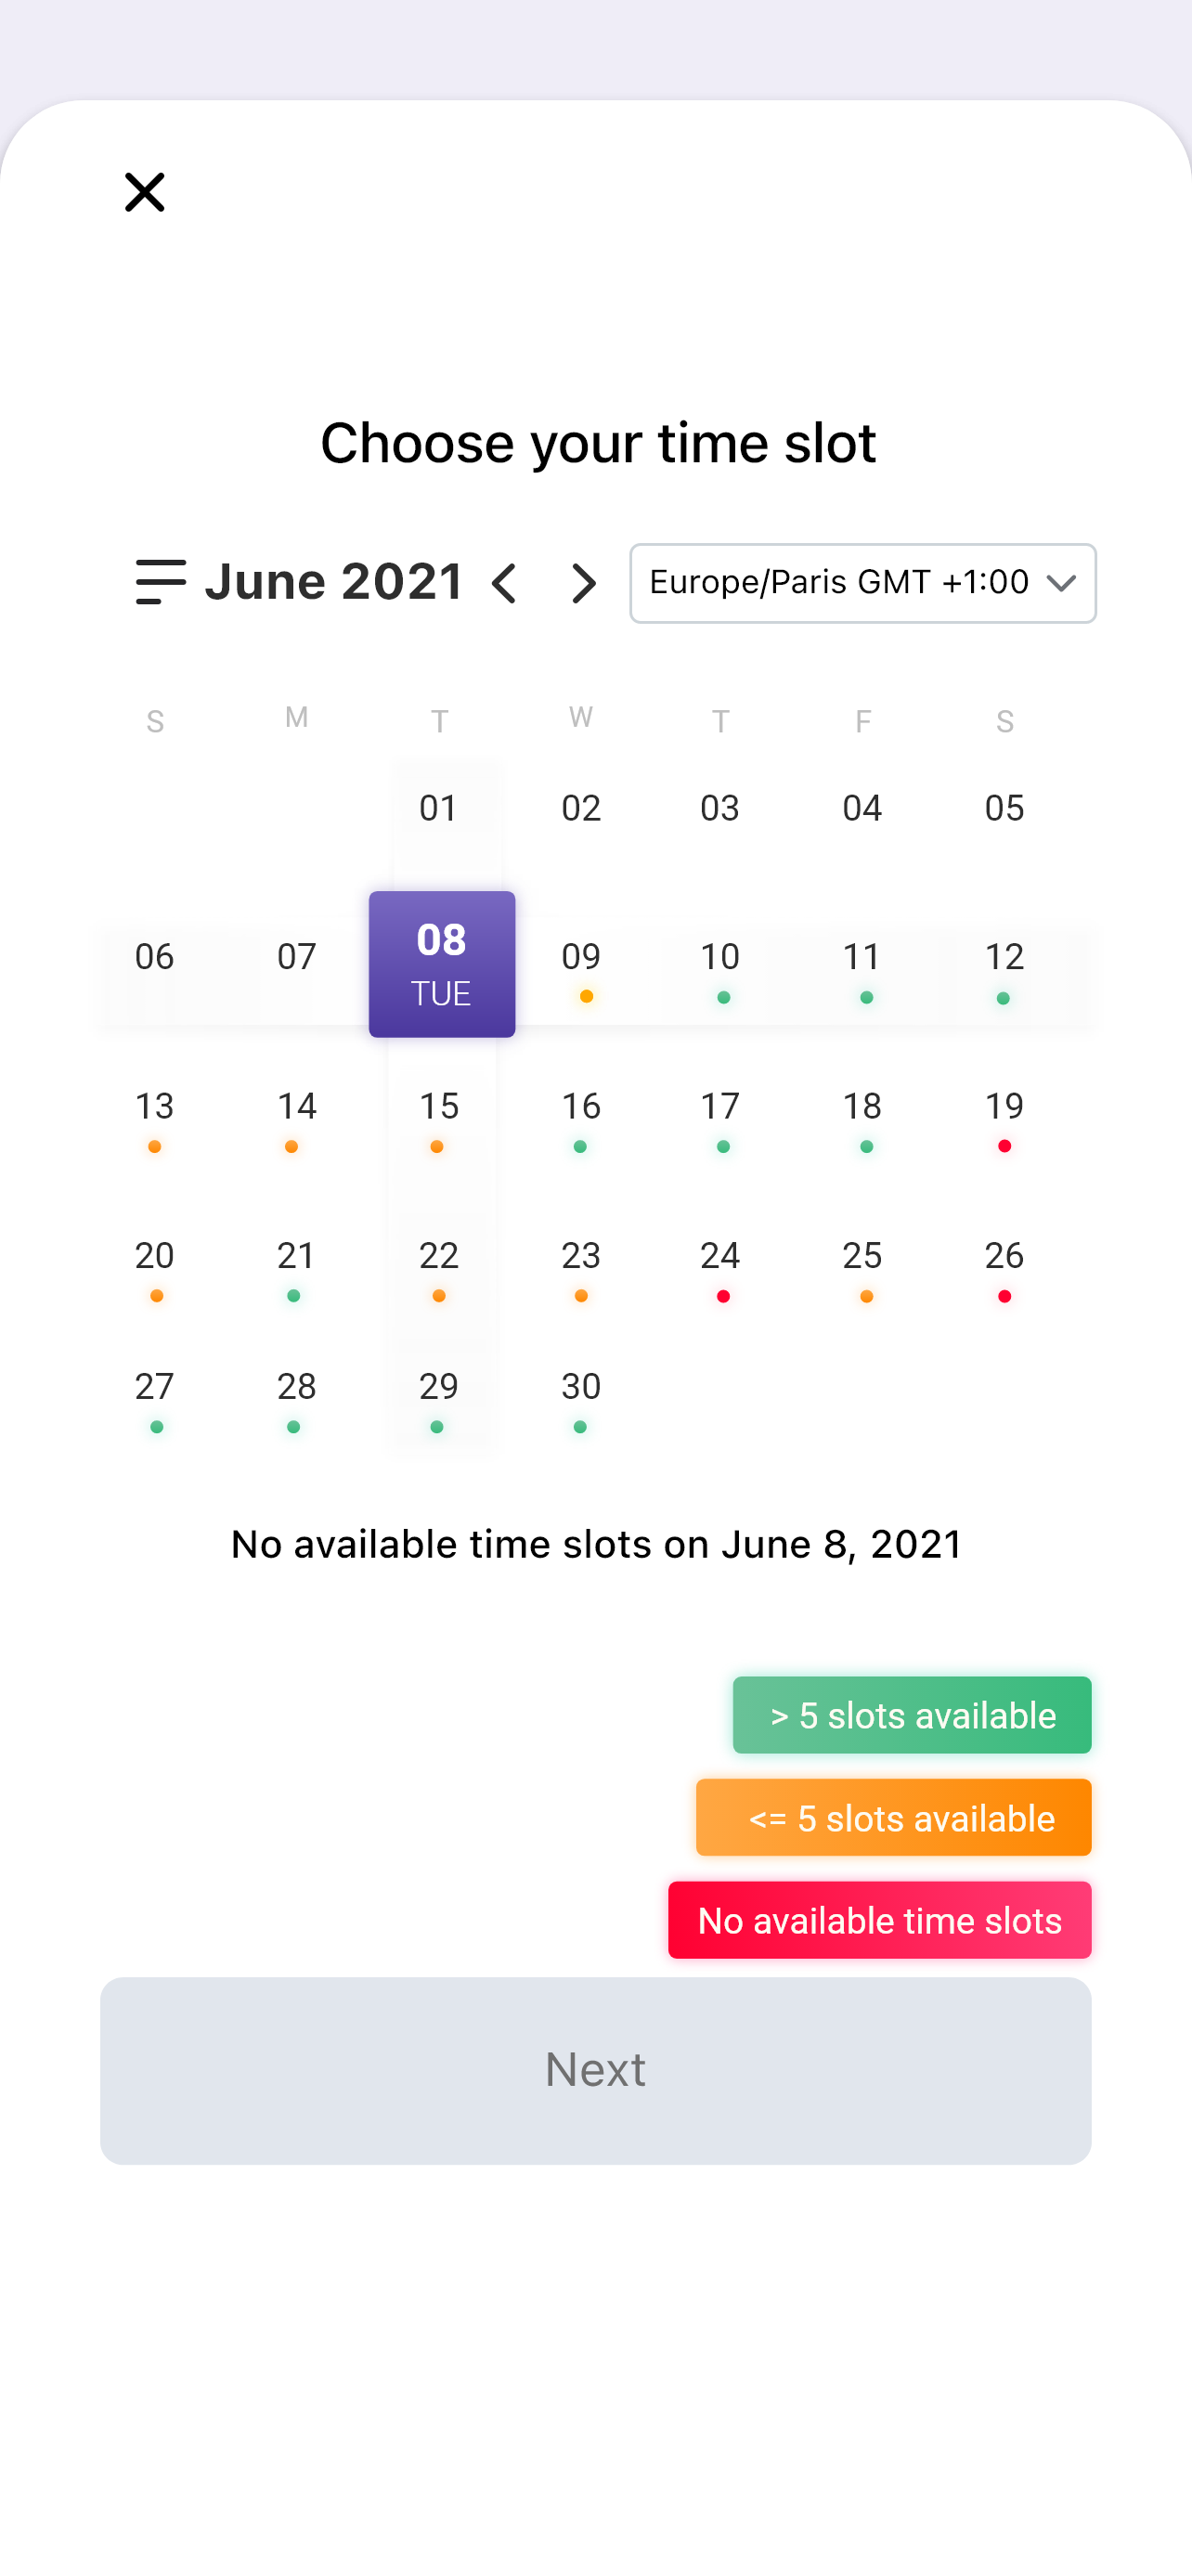 Choose your time slot
June 2021
Europe/Paris GMT +1:00
S M T W T F S
01 02 03 04 05
06 07 08 09 10 11 12
TUE
13 14 15 16 17 18 19
20 21 22 23 24 25 26
27 28 29 30
No available time slots on June 8, 2021
> 5 slots available
<= 5 slots available
No available time slots
Next